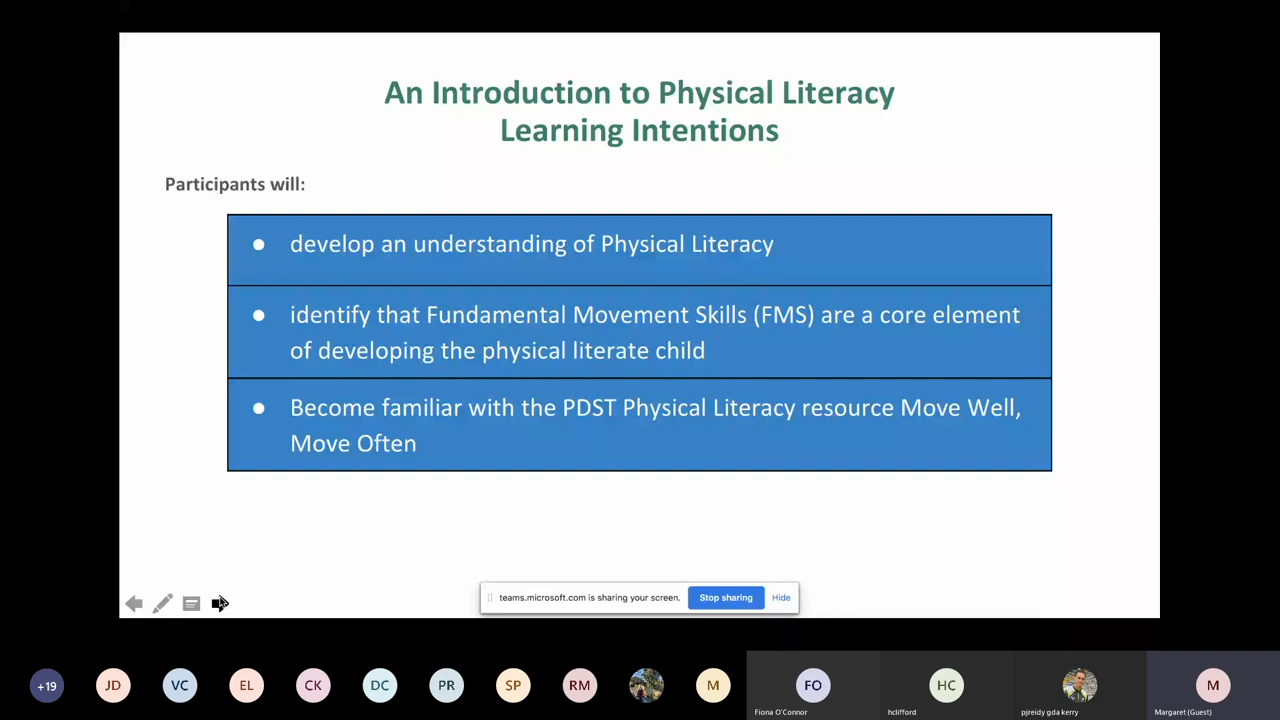 An Introduction to Physical Literacy
Learning Intentions
Participants will:
● develop an understanding of Physical Literacy
● identify that Fundamental Movement Skills (FMS) are a core element
of developing the physical literate child
● Become familiar with the PDST Physical Literacy resource Move Well,
Move Often
teams.microsoft.com is sharing your screen. Stop sharing Hide
+19 JD VC EL CK DC PR SP RM M FO HC M
Fiona O'Connor hclifford pjreidy gda kerry Margaret (Guest)